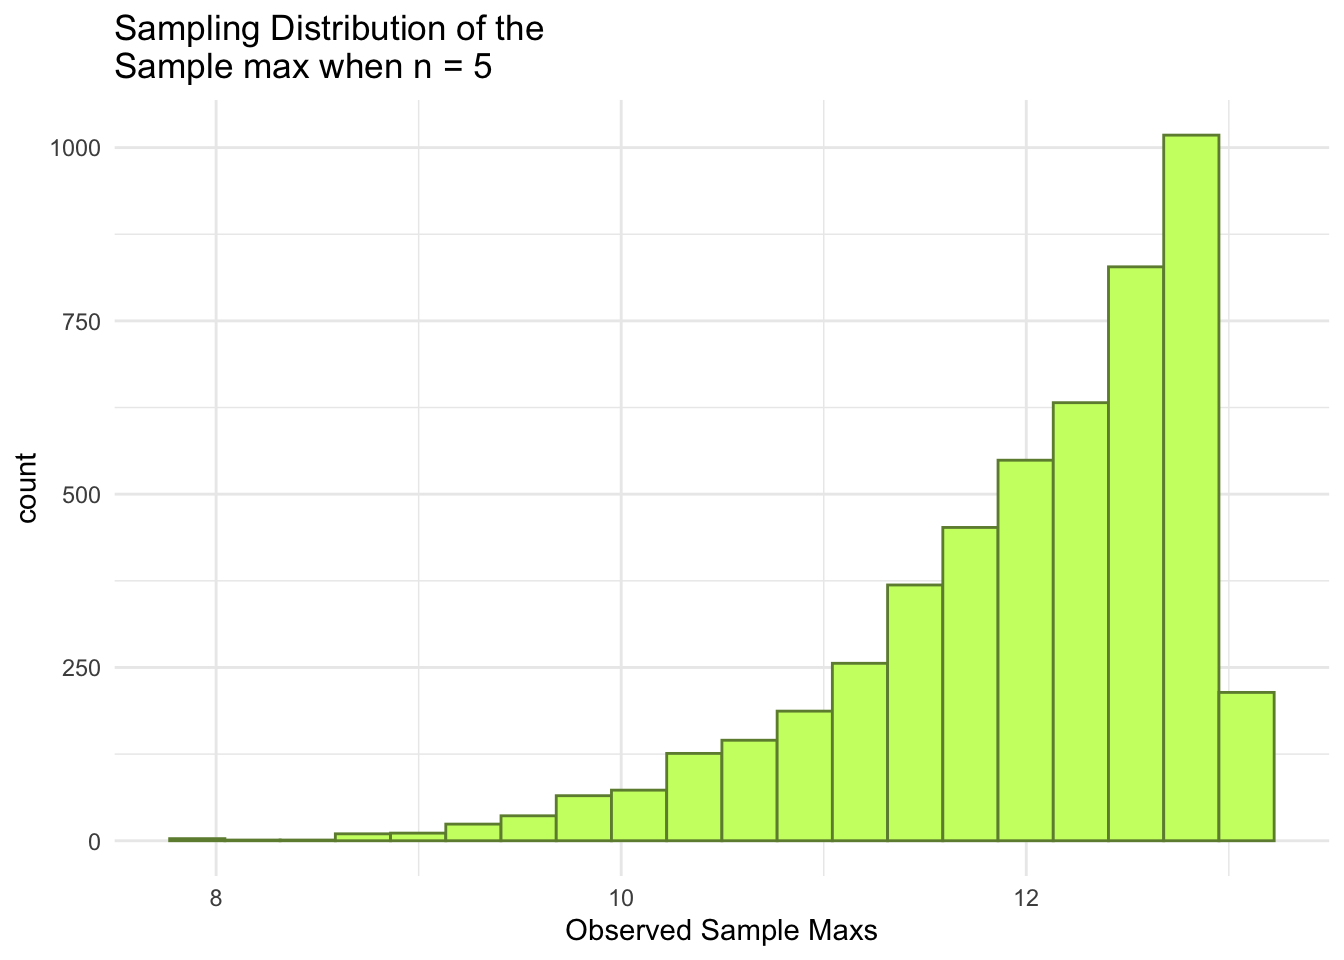 Sampling Distribution of the
Sample max when n = 5
1000
750
500
250
0
count
8
10
12
Observed Sample Maxs